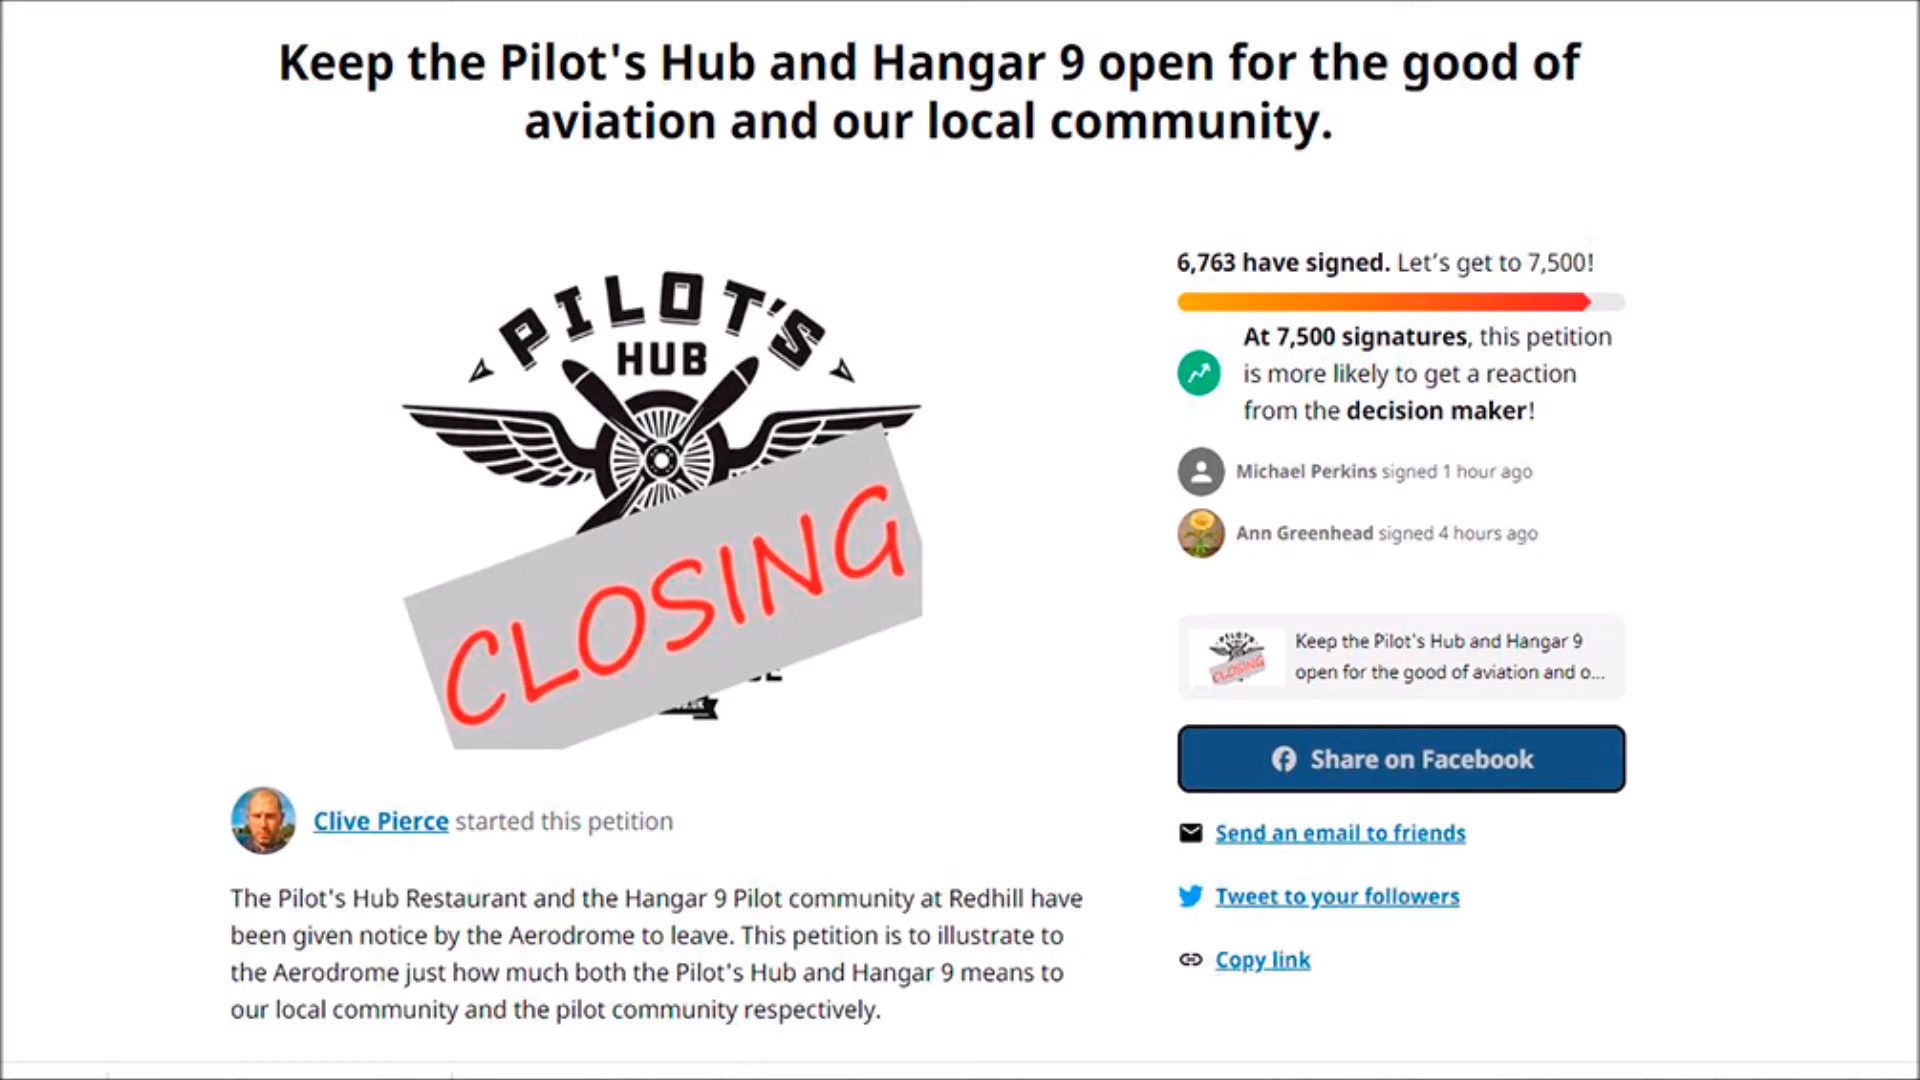 Keep the Pilot's Hub and Hangar 9 open for the good of
aviation and our local community.
PILOT'S
HUB
CLOSING
Clive Pierce started this petition
The Pilot's Hub Restaurant and the Hangar 9 Pilot community at Redhill have
been given notice by the Aerodrome to leave. This petition is to illustrate to
the Aerodrome just how much both the Pilot's Hub and Hangar 9 means to
our local community and the pilot community respectively.
6,763 have signed. Let’s get to 7,500!
At 7,500 signatures, this petition
is more likely to get a reaction
from the decision maker!
Michael Perkins signed 1 hour ago
Ann Greenhead signed 4 hours ago
PILOT'S
CLOSING
Keep the Pilot's Hub and Hangar 9
open for the good of aviation and o...
Share on Facebook
Send an email to friends
Tweet to your followers
Copy link